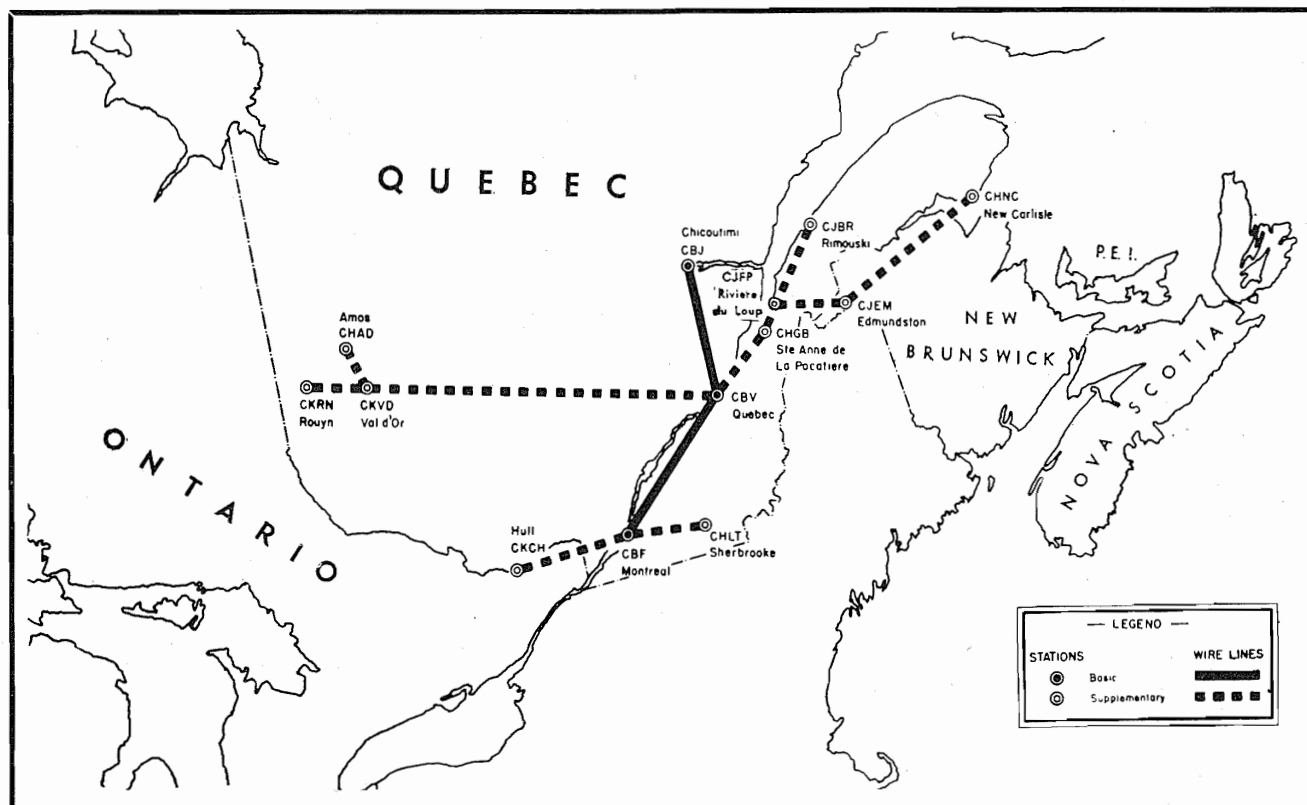 QUEBEC
CHNC
New Carlisle
CJBR
Rimouski
Chicoutimi
CBJ
CJFP
Riviere
du Loup
P.E.I.
CJEM
Edmundston
NEW
BRUNSWICK
CHGB
Ste Anne de
La Pocatiere
Amos
CHAD
CKRN
Rouyn
CKVD
Val d'Or
CBV
Quebec
NOVA SCOTIA
ONTARIO
Hull
CKCH
CBF
Montreal
CHLT
Sherbrooke
— LEGEND —
STATIONS WIRE LINES
Basic
Supplementary